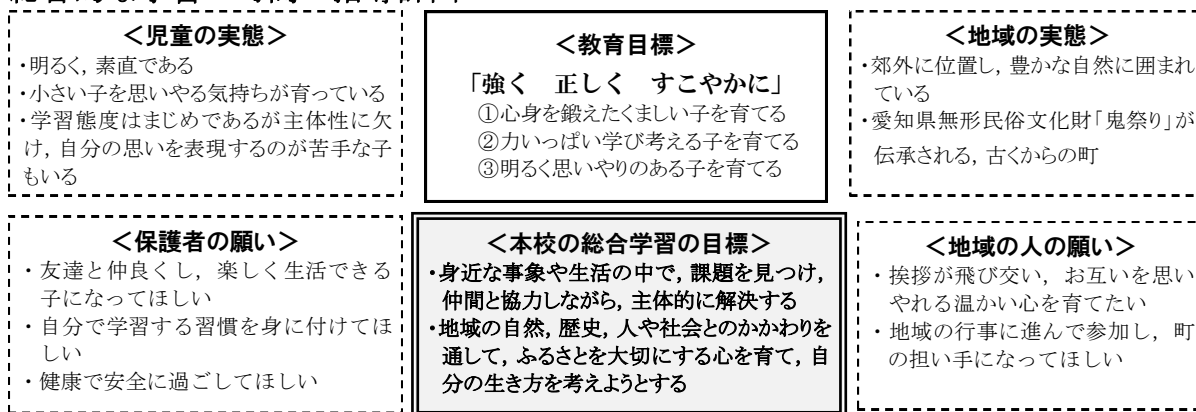 <児童の実態>
・明るく，素直である
・小さい子を思いやる気持ちが育っている
・学習態度はまじめであるが主体性に欠
け，自分の思いを表現するのが苦手な子
もいる
<教育目標>
「強く　正しく　すこやかに」
①心身を鍛えたくましい子を育てる
②力いっぱい学び考える子を育てる
③明るく思いやりのある子を育てる
<地域の実態>
・郊外に位置し，豊かな自然に囲まれ
ている
・愛知県無形民俗文化財「鬼祭り」が
伝承される，古くからの町
<保護者の願い>
・友達と仲良くし，楽しく生活できる
子になってほしい
・自分で学習する習慣を身に付けてほ
しい
・健康で安全に過ごしてほしい
<本校の総合学習の目標>
・身近な事象や生活の中で，課題を見つけ，
仲間と協力しながら，主体的に解決する
・地域の自然，歴史，人や社会とのかかわりを
通して，ふるさとを大切にする心を育て，自
分の生き方を考えようとする
<地域の人の願い>
・挨拶が飛び交い，お互いを思い
やれる温かい心を育てたい
・地域の行事に進んで参加し，町
の担い手になってほしい